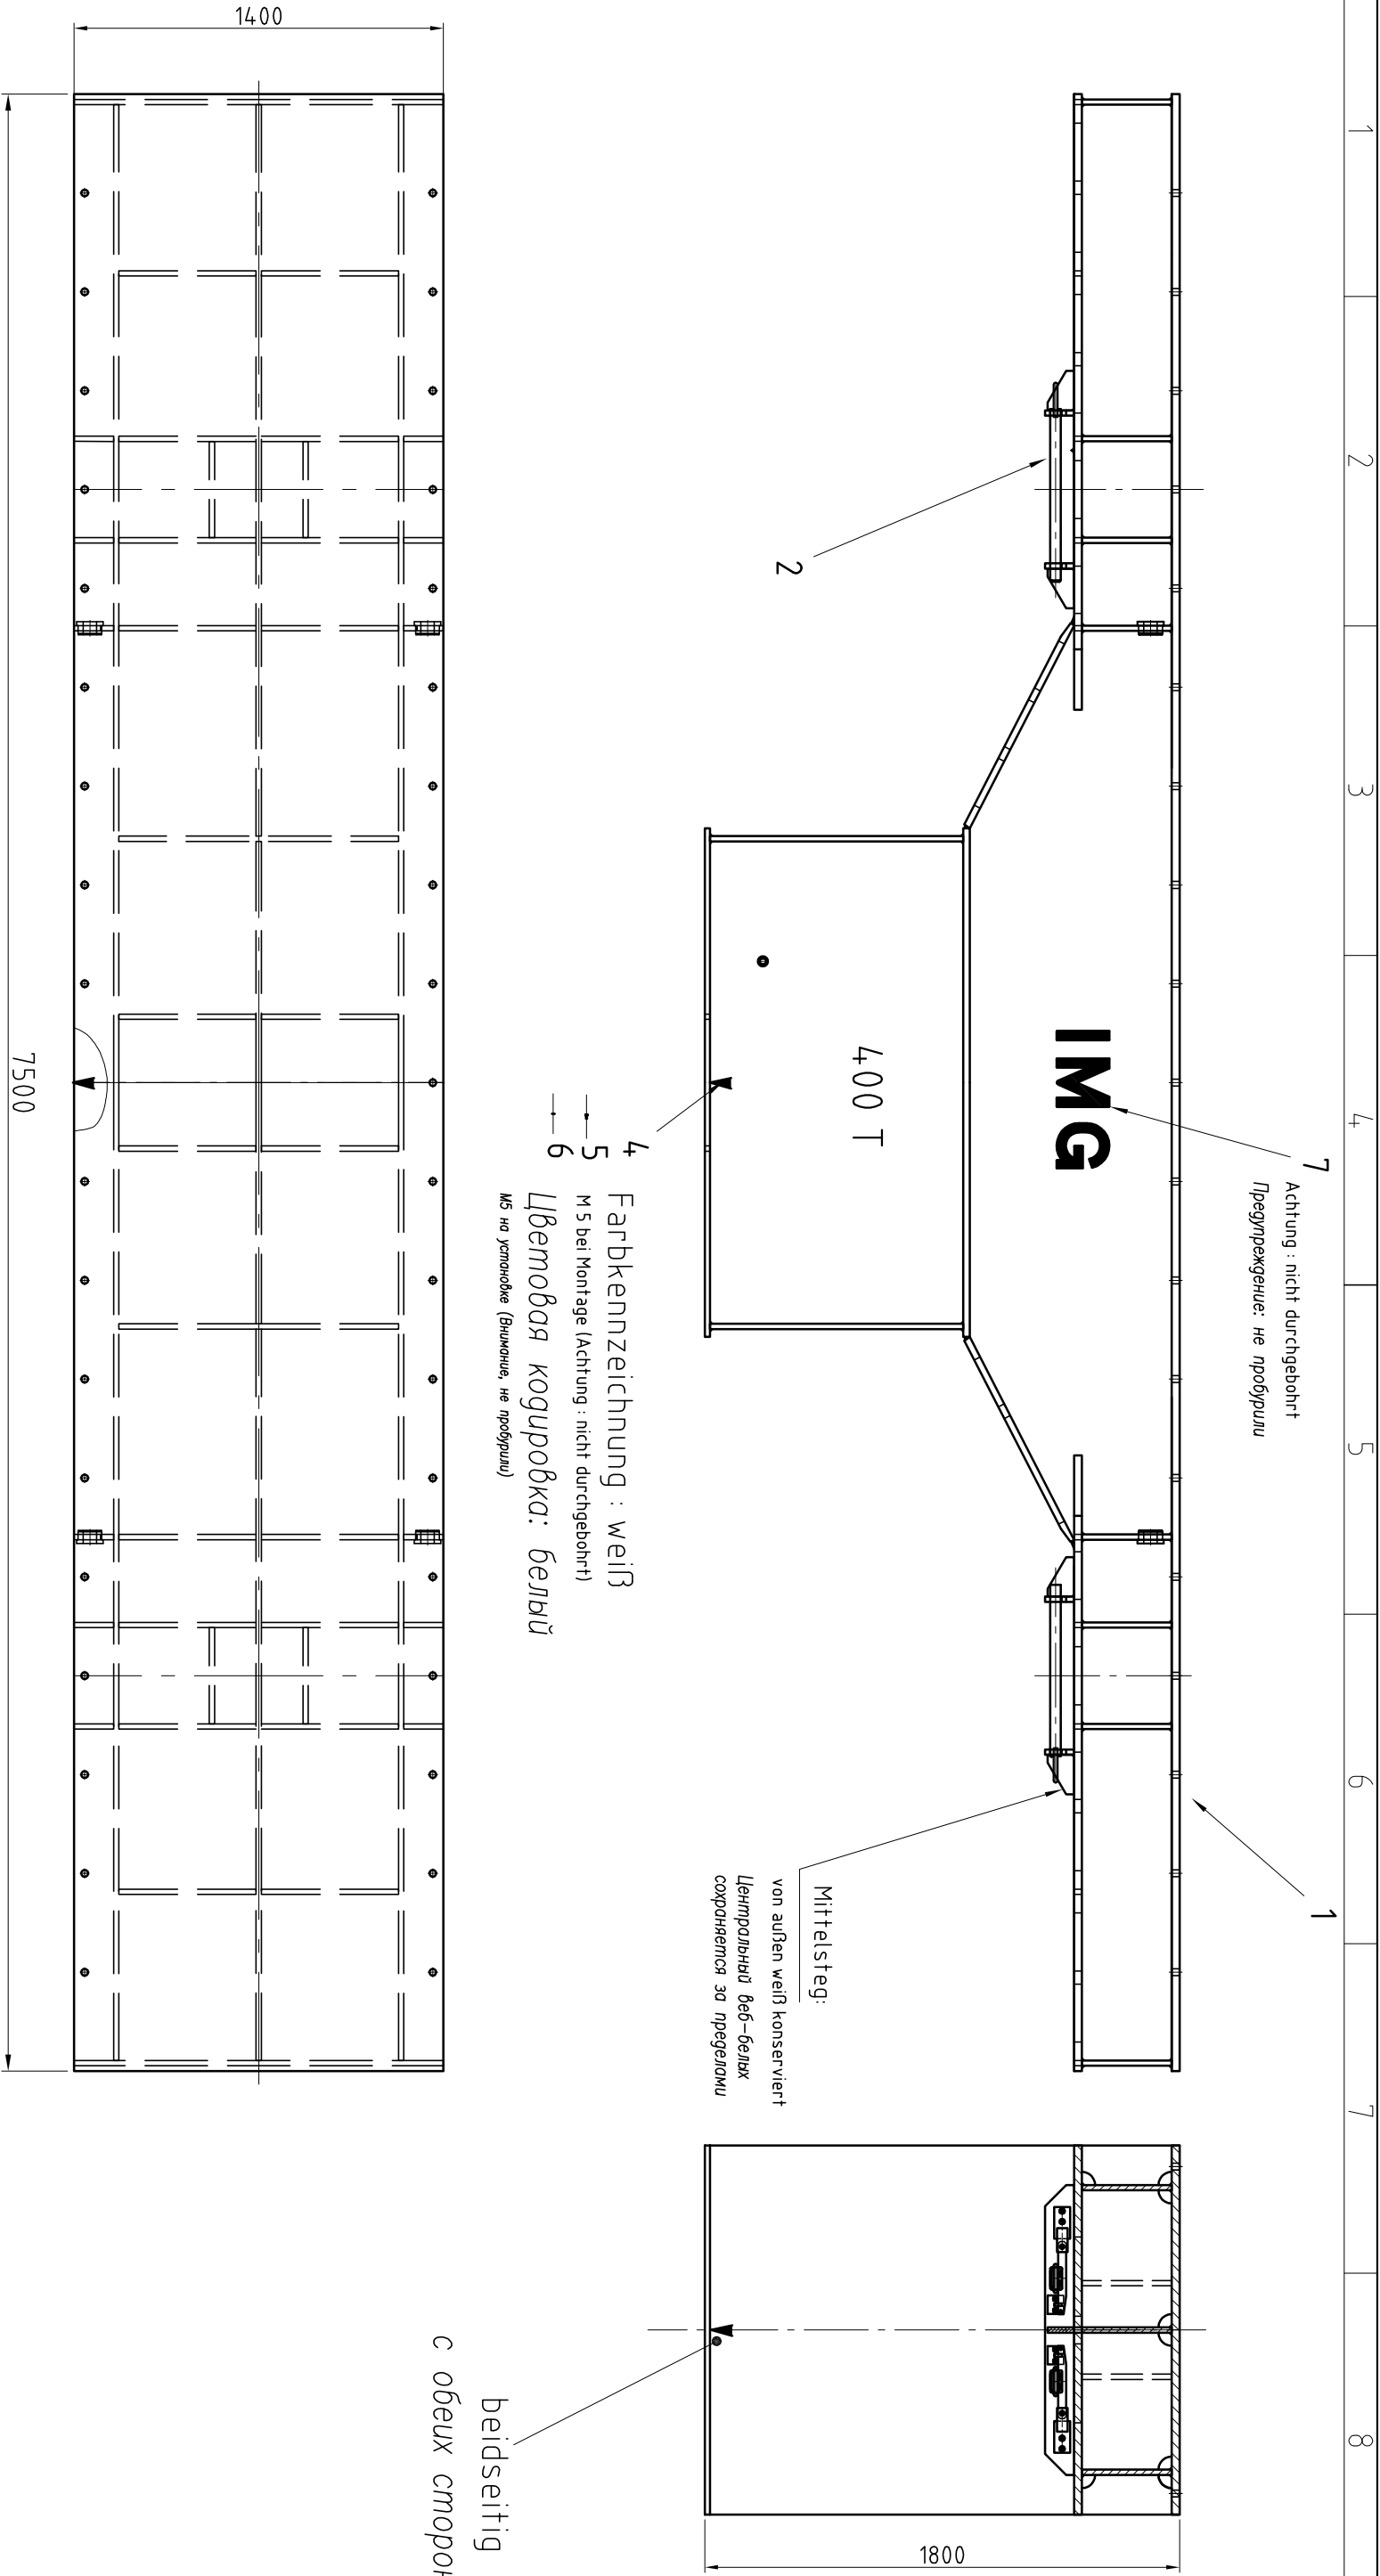 1
2
3
4
5
6
7
8
7
Achtung : nicht durchgebohrt
Предупреждение: не пробурили
1
IMG
400 T
2
Mittelsteg:
von außen weiß konserviert
Центральный веб-белых
сохраняется за пределами
1800
4 Farbkennzeichnung : weiß
5 M 5 bei Montage (Achtung : nicht durchgebohrt)
6 Цветовая кодировка: белый
М5 на установке (Внимание, не пробурили)
beidseitig
с обеих сторон
1400
7500